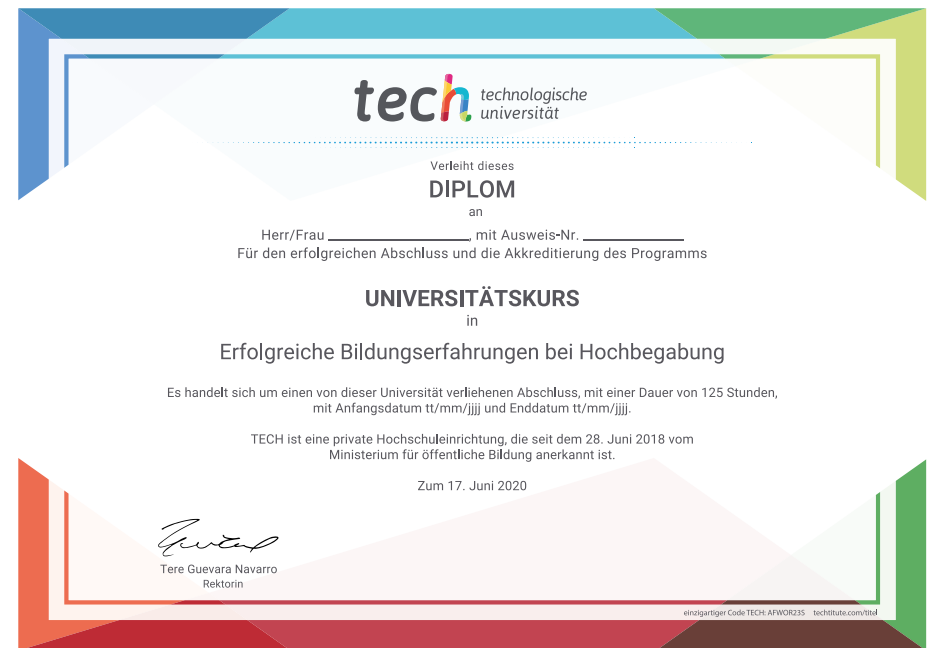 tech technologische
universität
Verleiht dieses
DIPLOM
an
Herr/Frau ____________, mit Ausweis-Nr. ____________
Für den erfolgreichen Abschluss und die Akkreditierung des Programms
UNIVERSITÄTSKURS
in
Erfolgreiche Bildungserfahrungen bei Hochbegabung
Es handelt sich um einen von dieser Universität verliehenen Abschluss, mit einer Dauer von 125 Stunden,
mit Anfangsdatum tt/mm/jjjj und Enddatum tt/mm/jjjj.
TECH ist eine private Hochschuleinrichtung, die seit dem 28. Juni 2018 vom
Ministerium für öffentliche Bildung anerkannt ist.
Zum 17. Juni 2020
Tere Guevara Navarro
Rektorin
einzigartiger Code TECH: AFWOR23S techtitute.com/titel